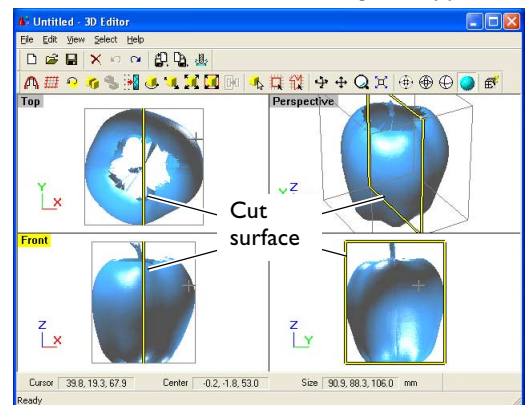 Untitled - 3D Editor
File Edit View Select Help
Top
Perspective
Y
X
Y Z
Cut
surface
Front
Z
X
Z
Y
Cursor 39.8, 19.3, 67.9 Center -0.2, -1.8, 53.0 Size 90.9, 88.3, 106.0 mm
Ready